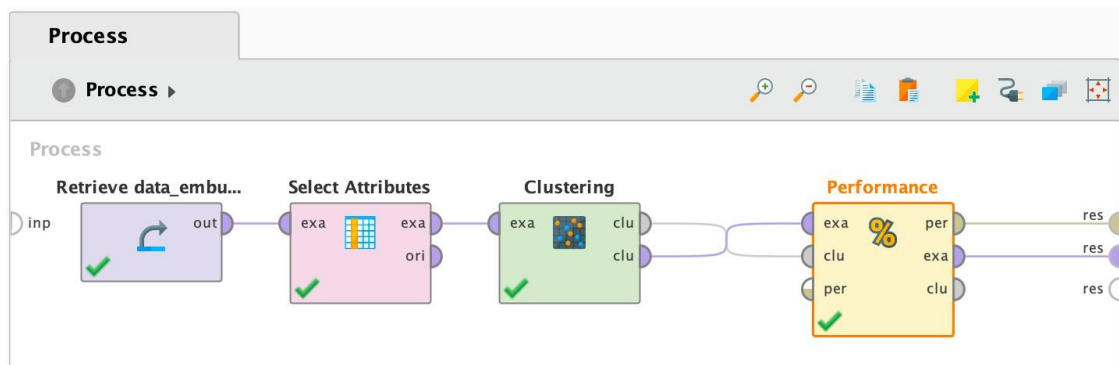 Process
Process
Process
Retrieve data_embu...
Select Attributes
Clustering
Performance
inp
out
exa
exa
ori
exa
clu
clu
exa
clu
per
%
per
exa
clu
res
res
res